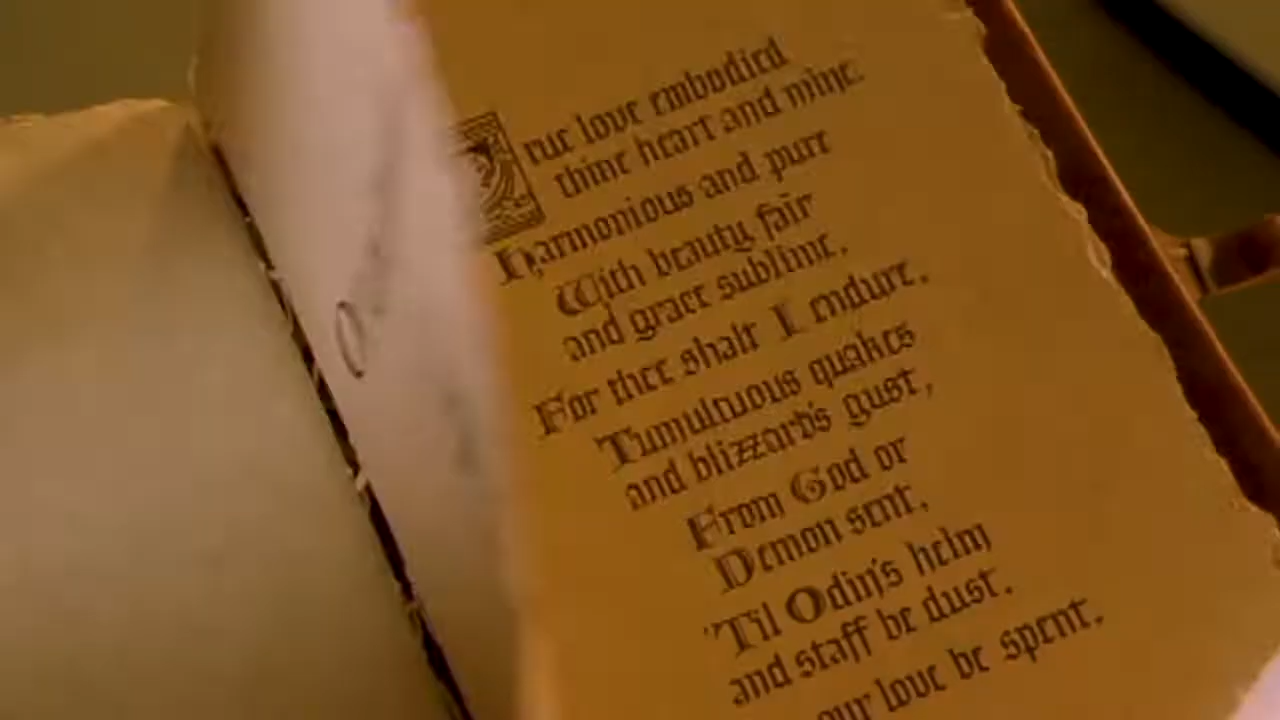 True love embodied
thine heart and mine.
Harmonious and pure
With beauty fair
and grace sublime,
For thee shalt I endure,
Tumultuous quakes
and blizzard's gust,
From God or
Demon sent,
'Til Odin's helm
and staff be dust.
our love be spent,